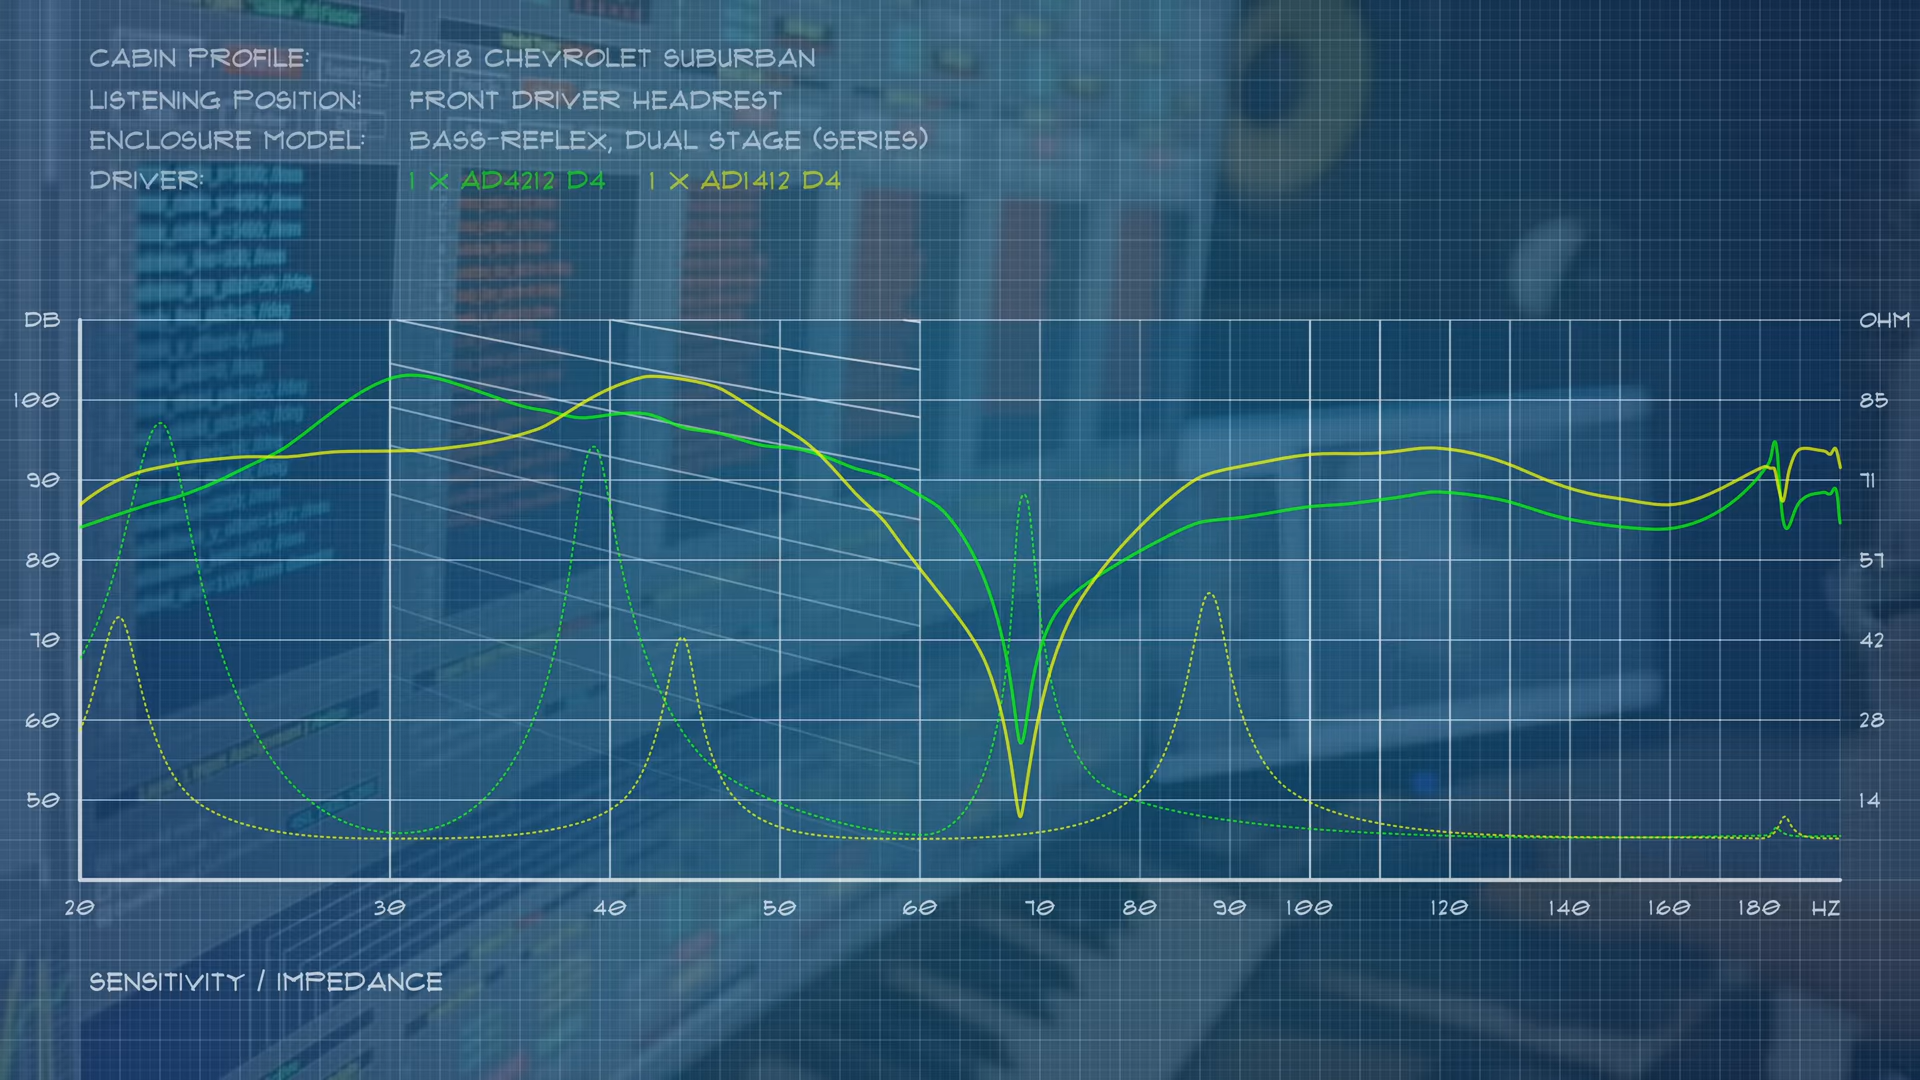 CABIN PROFILE: 2018 CHEVROLET SUBURBAN
LISTENING POSITION: FRONT DRIVER HEADREST
ENCLOSURE MODEL: BASS-REFLEX, DUAL STAGE (SERIES)
DRIVER: 1 X AD4212 D4 1 X AD1412 D4
DB OHM
100 85
90 71
80 57
70 42
60 28
50 14
20 30 40 50 60 70 80 90 100 120 140 160 180 HZ
SENSITIVITY / IMPEDANCE